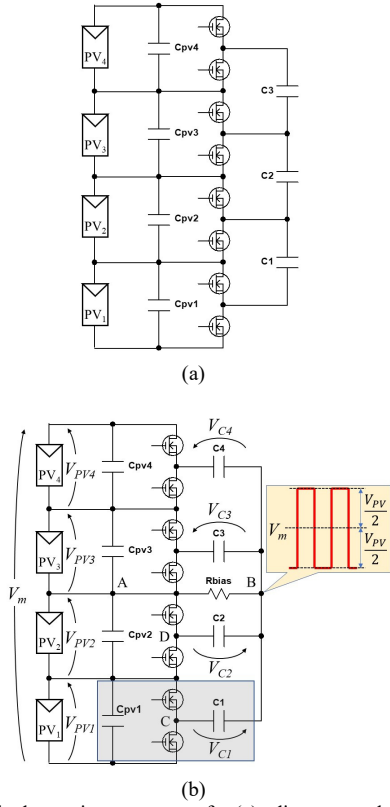 PV4
Cpv4
C3
PV3
Cpv3
C2
PV2
Cpv2
C1
PV1
Cpv1
(a)
VC4
C4
PV4
VPV4
Cpv4
VC3
C3
Vm
VPV/2
VPV/2
PV3
VPV3
Cpv3
A
Rbias
B
Vm
PV2
VPV2
Cpv2
D
C2
VC2
PV1
VPV1
Cpv1
C1
C
VC1
(b)